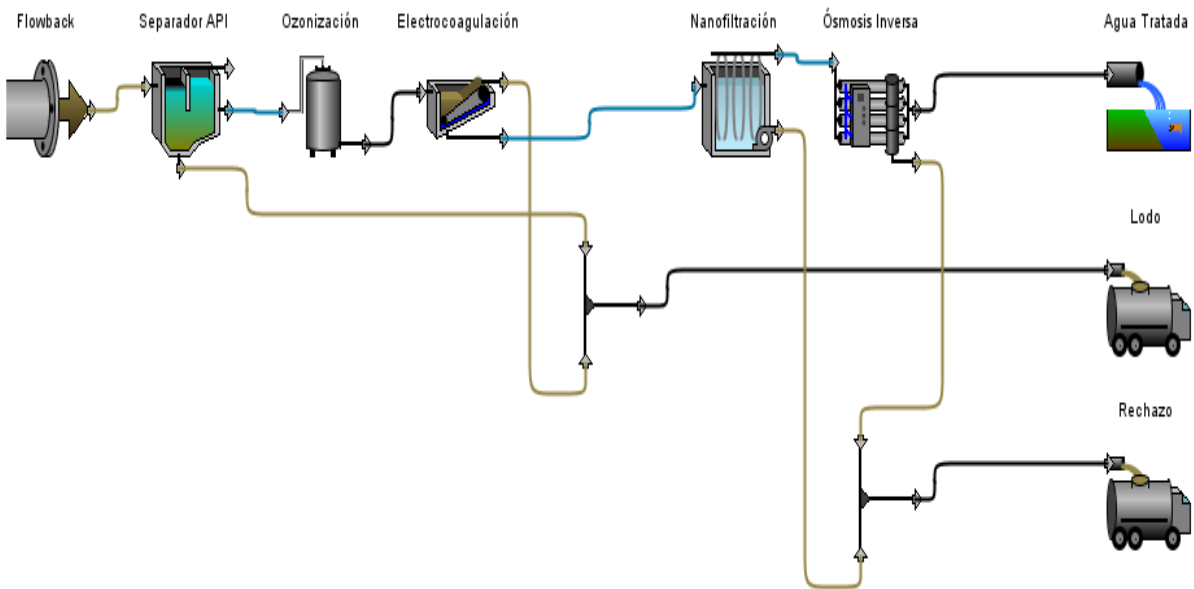 Flowback
Separador API
Ozonización
Electrocoagulación
Nanofiltración
Ósmosis Inversa
Agua Tratada
Lodo
Rechazo